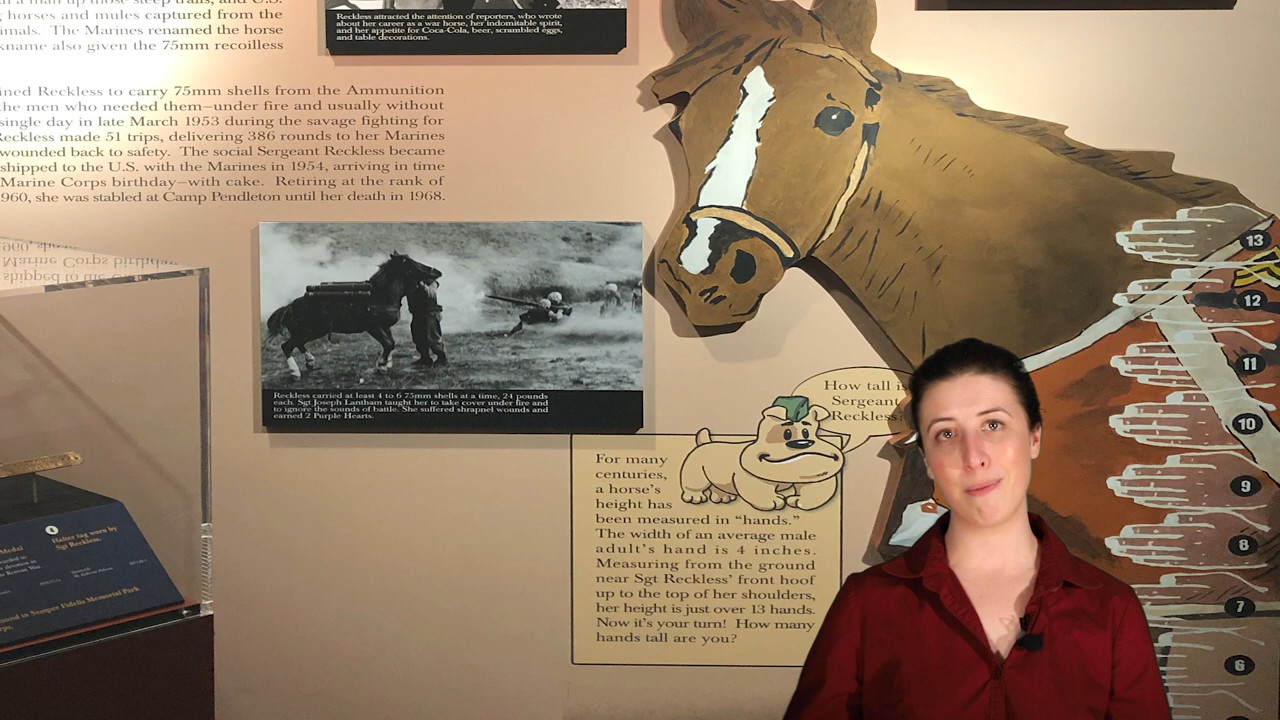 a man up those steep trails, and U.S.
horses and mules captured from the
imals. The Marines renamed the horse
kname also given the 75mm recoilless
Reckless attracted the attention of reporters, who wrote
about her career as a war horse, her indomitable spirit,
and her appetite for Coca-Cola, beer, scrambled eggs,
and table decorations.
ined Reckless to carry 75mm shells from the Ammunition
the men who needed them—under fire and usually without
single day in late March 1953 during the savage fighting for
Reckless made 51 trips, delivering 386 rounds to her Marines
wounded back to safety. The social Sergeant Reckless became
shipped to the U.S. with the Marines in 1954, arriving in time
Marine Corps birthday—with cake. Retiring at the rank of
960, she was stabled at Camp Pendleton until her death in 1968.
Reckless carried at least 4 to 6 75mm shells at a time, 24 pounds
each. Sgt Joseph Lantham taught her to take cover under fire and
to ignore the sounds of battle. She suffered shrapnel wounds and
earned 2 Purple Hearts.
How tall is
Sergeant
Reckless?
For many
centuries,
a horse's
height has
been measured in “hands.”
The width of an average male
adult's hand is 4 inches.
Measuring from the ground
near Sgt Reckless' front hoof
up to the top of her shoulders,
her height is just over 13 hands.
Now it's your turn! How many
hands tall are you?
13
12
11
10
9
8
7
6
Medal
Halter tag worn by
Sgt Reckless.
ound in Semper Fidelis Memorial Park